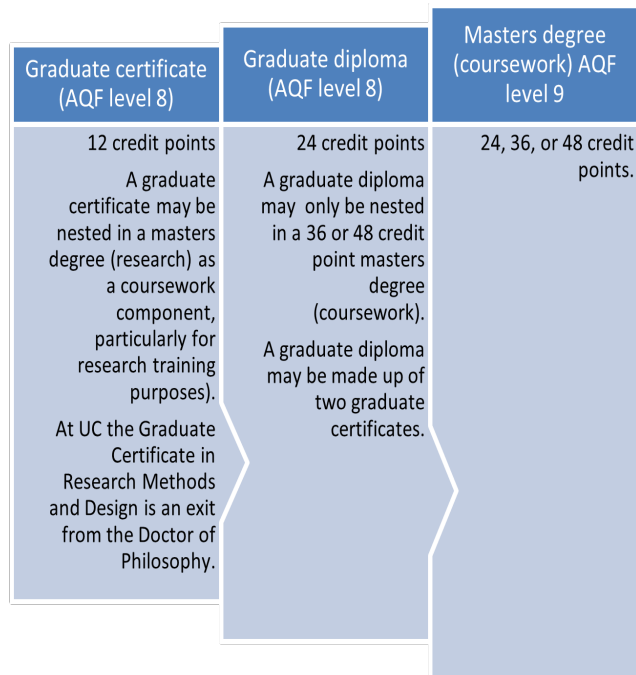 Graduate certificate
(AQF level 8)
12 credit points
A graduate
certificate may be
nested in a masters
degree (research) as
a coursework
component,
particularly for
research training
purposes).
At UC the Graduate
Certificate in
Research Methods
and Design is an exit
from the Doctor of
Philosophy.
Graduate diploma
(AQF level 8)
24 credit points
A graduate diploma
may only be nested
in a 36 or 48 credit
point masters
degree
(coursework).
A graduate diploma
may be made up of
two graduate
certificates.
Masters degree
(coursework) AQF
level 9
24, 36, or 48 credit
points.